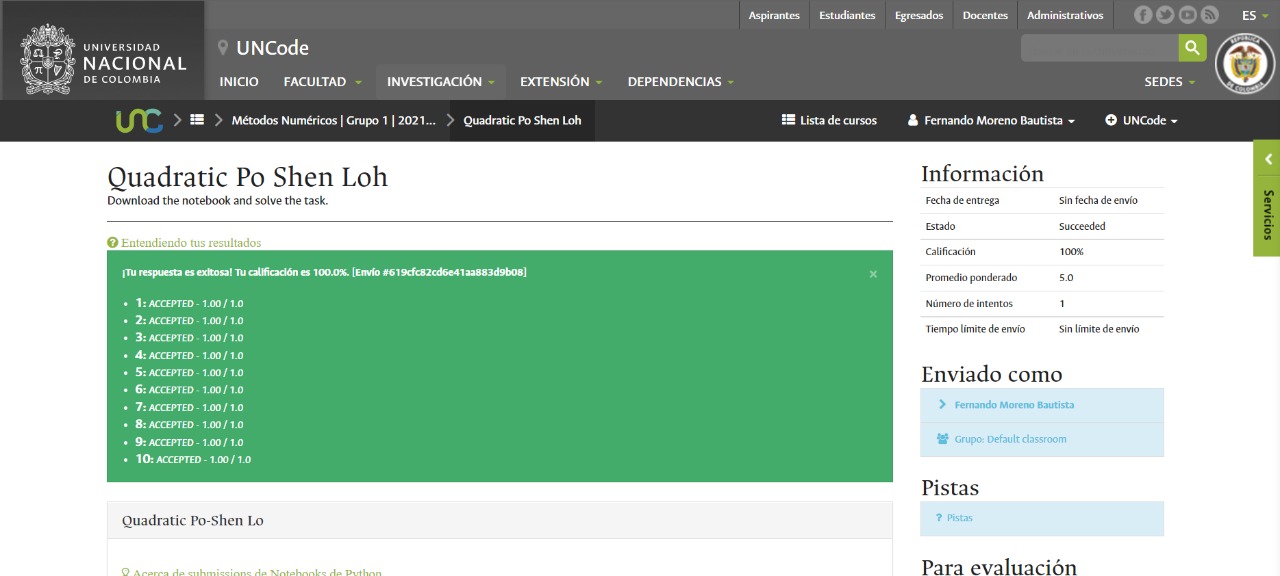 Aspirantes Estudiantes Egresados Docentes Administrativos ES
UNIVERSIDAD
NACIONAL
DE COLOMBIA
UNCode
INICIO FACULTAD INVESTIGACIÓN EXTENSIÓN DEPENDENCIAS SEDES
UNC Métodos Numéricos | Grupo 1 | 2021... Quadratic Po Shen Loh Lista de cursos Fernando Moreno Bautista UNCode
Servicios
Quadratic Po Shen Loh
Download the notebook and solve the task.
Entendiendo tus resultados
¡Tu respuesta es exitosa! Tu calificación es 100.0%. [Envío #619cfc82cd6e41aa883d9b08] ×
1: ACCEPTED - 1.00 / 1.0
2: ACCEPTED - 1.00 / 1.0
3: ACCEPTED - 1.00 / 1.0
4: ACCEPTED - 1.00 / 1.0
5: ACCEPTED - 1.00 / 1.0
6: ACCEPTED - 1.00 / 1.0
7: ACCEPTED - 1.00 / 1.0
8: ACCEPTED - 1.00 / 1.0
9: ACCEPTED - 1.00 / 1.0
10: ACCEPTED - 1.00 / 1.0
Quadratic Po-Shen Lo
Acerca de submissions de Notebooks de Python
Información
Fecha de entrega Sin fecha de envío
Estado Succeeded
Calificación 100%
Promedio ponderado 5.0
Número de intentos 1
Tiempo límite de envío Sin límite de envío
Enviado como
Fernando Moreno Bautista
Grupo: Default classroom
Pistas
? Pistas
Para evaluación